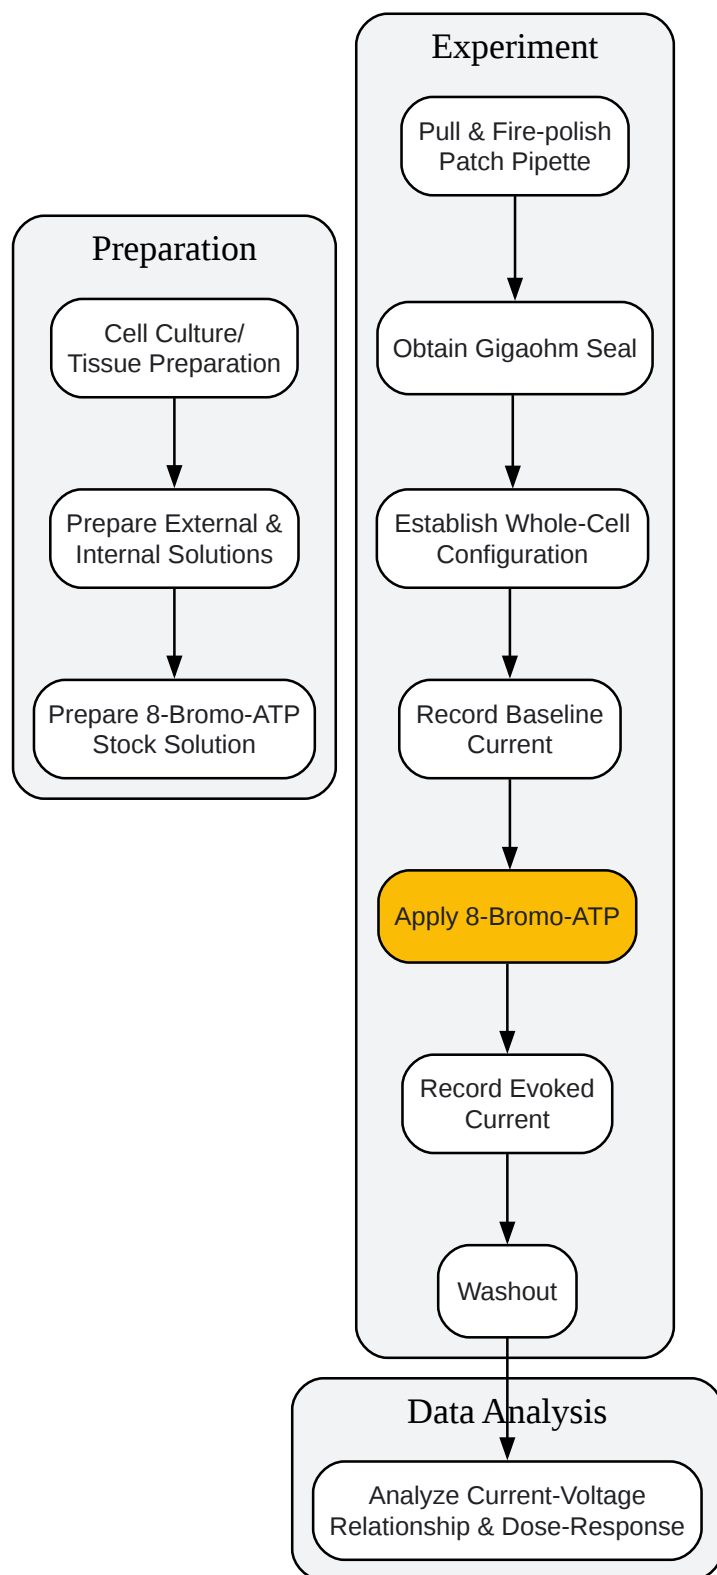 Preparation
Cell Culture/
Tissue Preparation
Prepare External &
Internal Solutions
Prepare 8-Bromo-ATP
Stock Solution
Experiment
Pull & Fire-polish
Patch Pipette
Obtain Gigaohm Seal
Establish Whole-Cell
Configuration
Record Baseline
Current
Apply 8-Bromo-ATP
Record Evoked
Current
Washout
Data Analysis
Analyze Current-Voltage
Relationship & Dose-Response